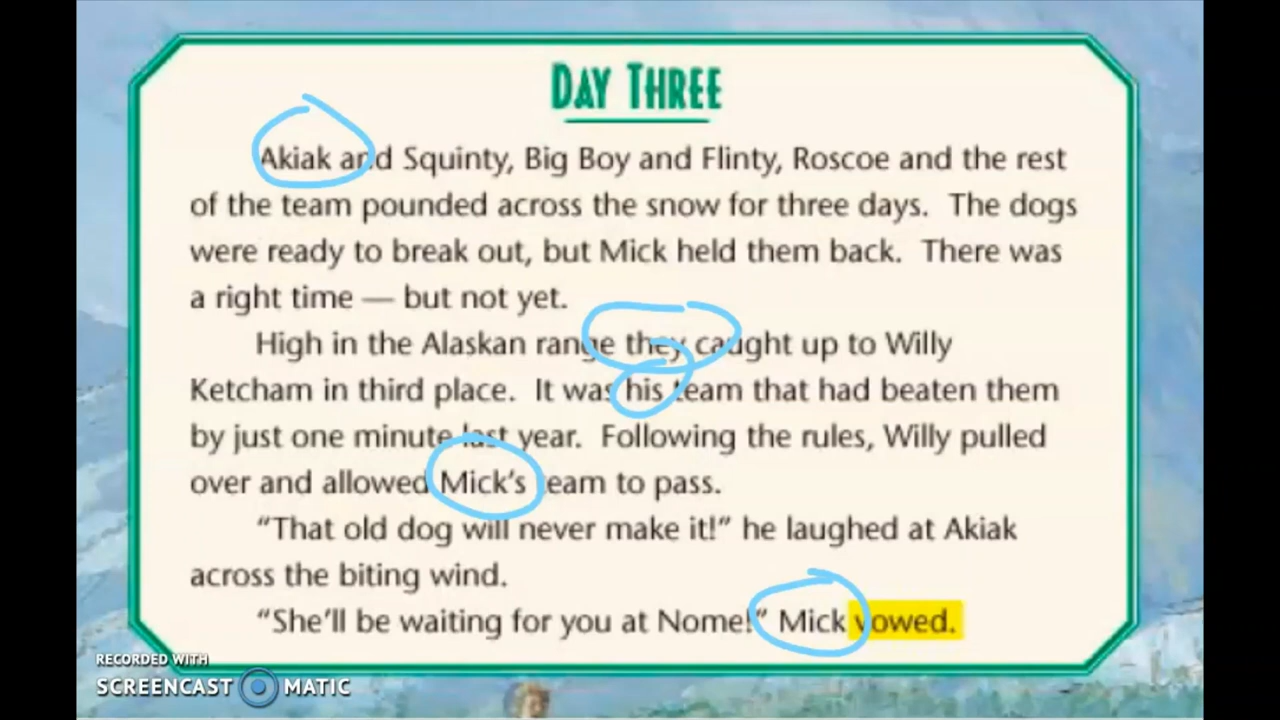 DAY THREE
Akiak and Squinty, Big Boy and Flinty, Roscoe and the rest
of the team pounded across the snow for three days. The dogs
were ready to break out, but Mick held them back. There was
a right time — but not yet.
High in the Alaskan range they caught up to Willy
Ketcham in third place. It was his team that had beaten them
by just one minute last year. Following the rules, Willy pulled
over and allowed Mick's team to pass.
“That old dog will never make it!” he laughed at Akiak
across the biting wind.
“She'll be waiting for you at Nome!” Mick vowed.
RECORDED WITH
SCREENCAST MATIC